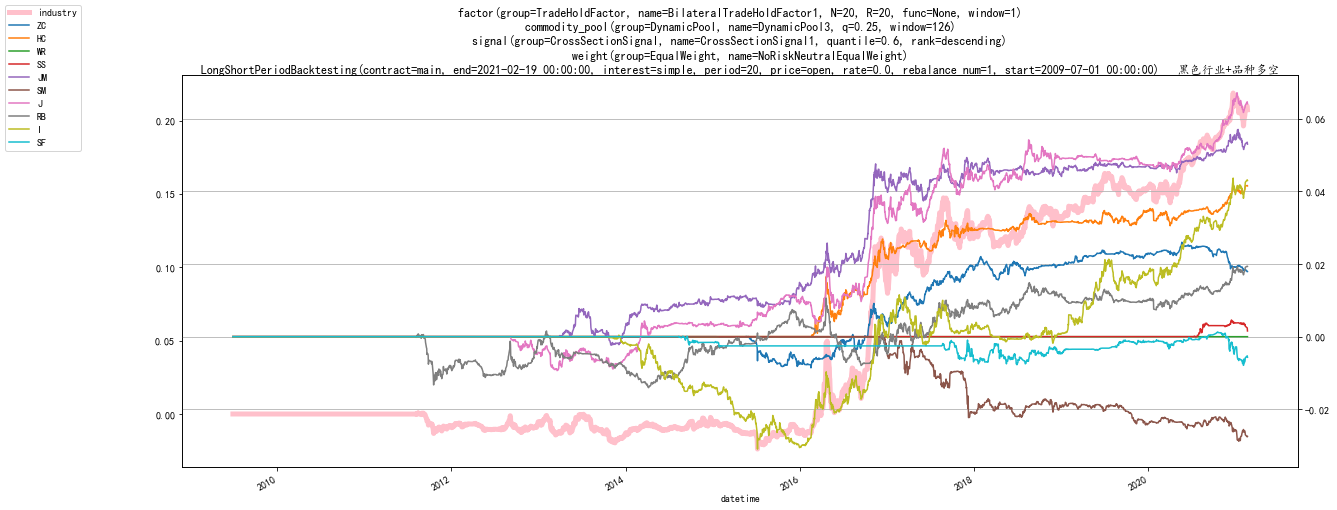 factor(group=TradeHoldFactor, name=BilateralTradeHoldFactor1, N=20, R=20, func=None, window=1)
commodity_pool(group=DynamicPool, name=DynamicPool3, q=0.25, window=126)
signal(group=CrossSectionSignal, name=CrossSectionSignal1, quantile=0.6, rank=descending)
weight(group=EqualWeight, name=NoRiskNeutralEqualWeight)
LongShortPeriodBacktesting(contract=main, end=2021-02-19 00:00:00, interest=simple, period=20, price=open, rate=0.0, rebalance_num=1, start=2009-07-01 00:00:00) 黑色行业+品种多空
industry
ZC
HC
WR
SS
JM
SM
J
RB
I
SF
0.20
0.15
0.10
0.05
0.00
0.06
0.04
0.02
0.00
-0.02
2010
2012
2014
2016
2018
2020
datetime